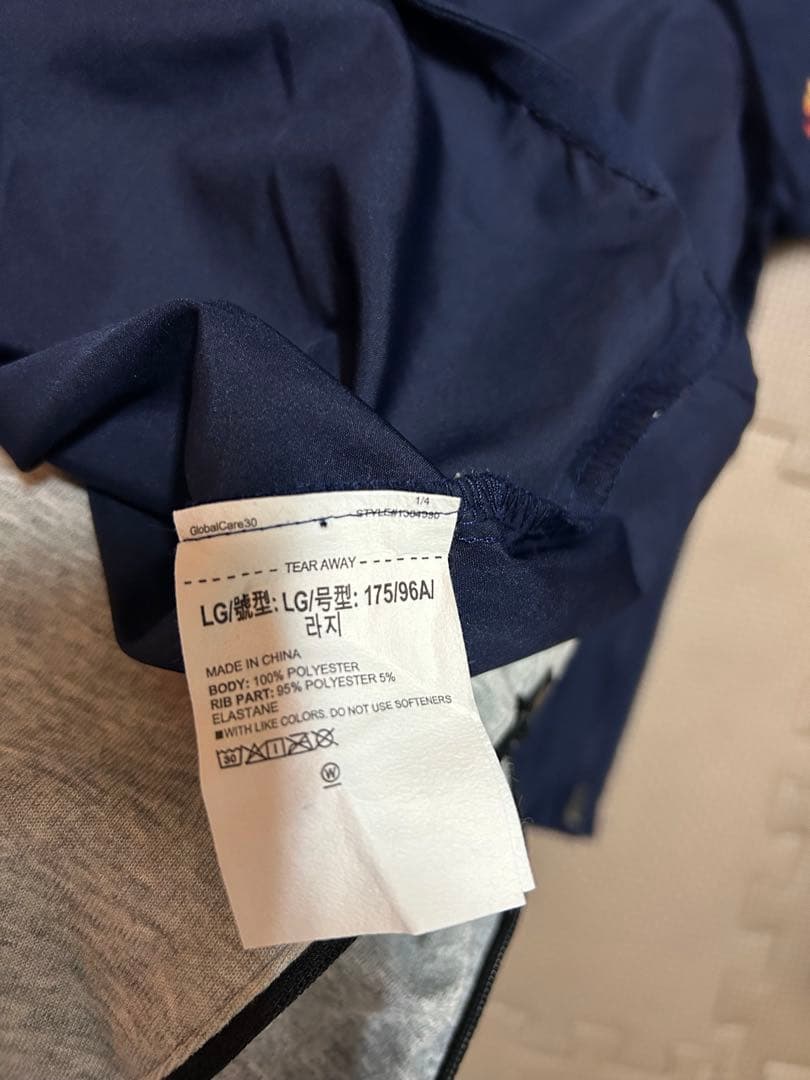 1/4
GlobalCare30
TEAR AWAY
LG/號型: LG/号型: 175/96A/
라지
MADE IN CHINA
BODY: 100% POLYESTER
RIB PART: 95% POLYESTER 5%
ELASTANE
■WITH LIKE COLORS. DO NOT USE SOFTENERS
30
W